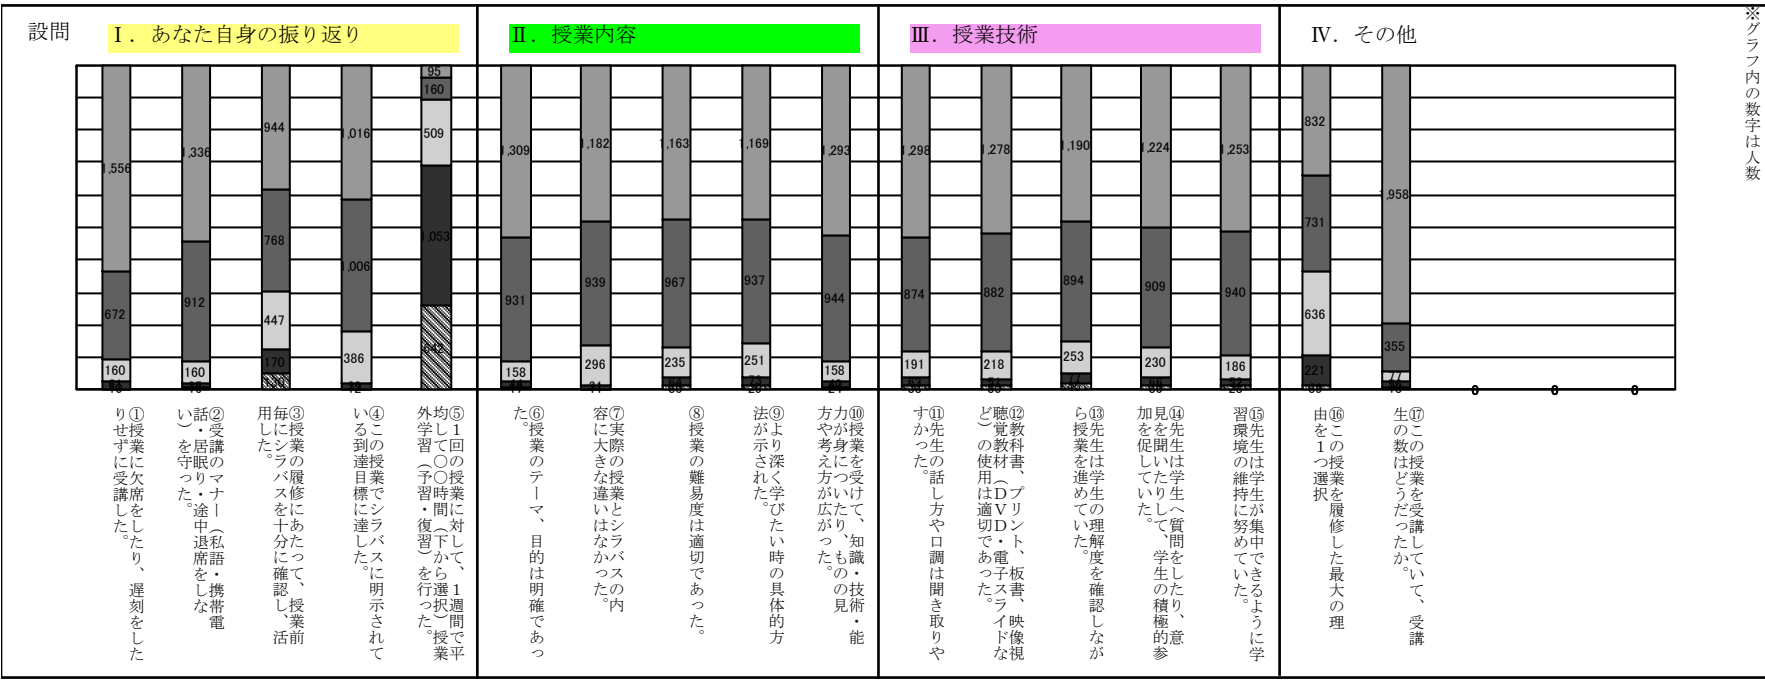 設問
Ⅰ．あなた自身の振り返り
Ⅱ．授業内容
Ⅲ．授業技術
Ⅳ．その他
※グラフ内の数字は人数
1,556
672
160
1,336
912
160
944
768
447
170
130
1,016
1,006
386
95
160
509
1,053
642
1,309
931
158
1,182
939
296
1,163
967
235
1,169
937
251
73
1,293
944
158
1,298
874
191
1,278
882
218
1,190
894
253
77
1,224
909
230
1,253
940
186
832
731
636
221
1,958
355
77
0
0
0
①授業に欠席をしたり、遅刻をした
りせずに受講した。
②受講のマナー（私語・携帯電
話・居眠り・途中退席をしな
い）を守った。
③授業の履修にあたって、授業前
毎にシラバスを十分に確認し、活
用した。
④この授業でシラバスに明示されて
いる到達目標に達した。
⑤１回の授業に対して、１週間で平
均して〇〇時間（下から選択）授業
外学習（予習・復習）を行った。
⑥授業のテーマ、目的は明確であっ
た。
⑦実際の授業とシラバスの内
容に大きな違いはなかった。
⑧授業の難易度は適切であった。
⑨より深く学びたい時の具体的方
法が示された。
⑩授業を受けて、知識・技術・能
力が身についたり、ものの見
方や考え方が広がった。
⑪先生の話し方や口調は聞き取りや
すかった。
⑫教科書、プリント、板書、映像視
聴覚教材（ＤＶＤ・電子スライドな
ど）の使用は適切であった。
⑬先生は学生の理解度を確認しなが
ら授業を進めていた。
⑭先生は学生へ質問をしたり、意
見を聞いたりして、学生の積極的参
加を促していた。
⑮先生は学生が集中できるように学
習環境の維持に努めていた。
⑯この授業を履修した最大の理
由を１つ選択
⑰この授業を受講していて、受講
生の数はどうだったか。